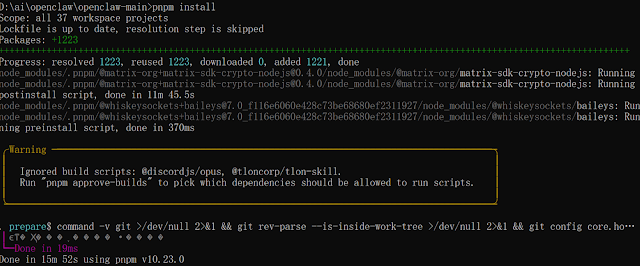 D:\ai\openclaw\openclaw-main>pnpm install
Scope: all 37 workspace projects
Lockfile is up to date, resolution step is skipped
Packages: +1223
++++++++++++++++++++++++++++++++++++++++++++++++++++++++++++++++++++++++++++++++
Progress: resolved 1223, reused 1223, downloaded 0, added 1221, done
node_modules/.pnpm/@matrix-org+matrix-sdk-crypto-nodejs@0.4.0/node_modules/@matrix-org/matrix-sdk-crypto-nodejs: Running
node_modules/.pnpm/@matrix-org+matrix-sdk-crypto-nodejs@0.4.0/node_modules/@matrix-org/matrix-sdk-crypto-nodejs: Running
postinstall script, done in 11m 45.5s
node_modules/.pnpm/@whiskeysockets+baileys@7.0_f116e6060e428c73be68680ef2311927/node_modules/@whiskeysockets/baileys: Run
node_modules/.pnpm/@whiskeysockets+baileys@7.0_f116e6060e428c73be68680ef2311927/node_modules/@whiskeysockets/baileys: Run
ning preinstall script, done in 370ms
Warning
Ignored build scripts: @discordjs/opus, @tloncorp/tlon-skill.
Run "pnpm approve-builds" to pick which dependencies should be allowed to run scripts.
. prepare$ command -v git >/dev/null 2>&1 && git rev-parse --is-inside-work-tree >/dev/null 2>&1 && git config core.ho…
Done in 19ms
Done in 15m 52s using pnpm v10.23.0